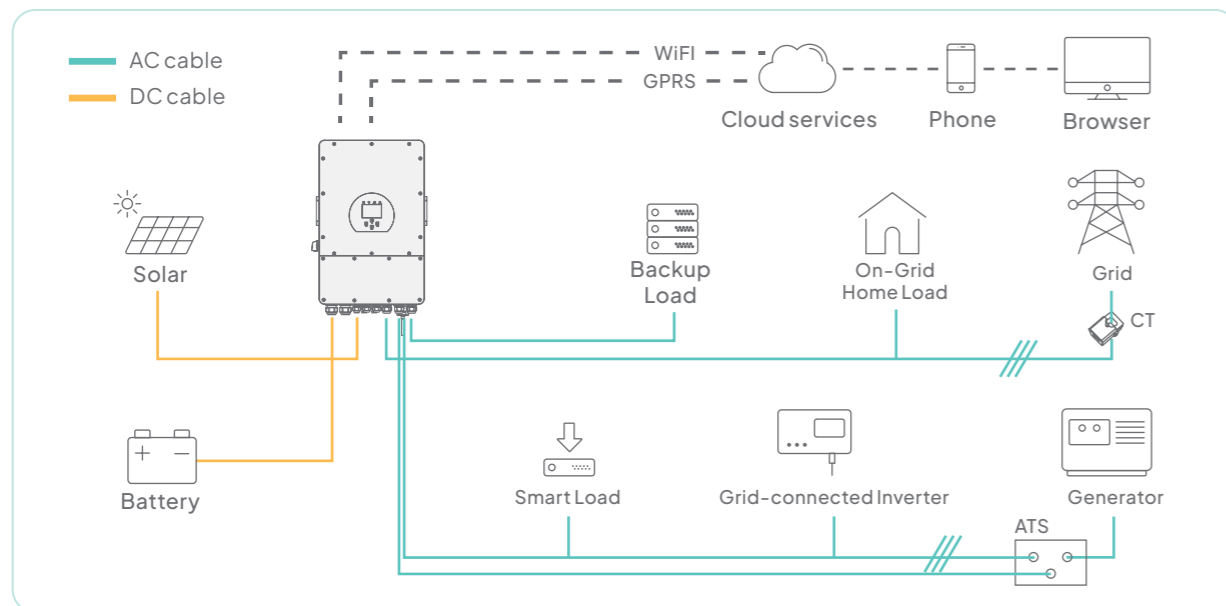 AC cable
DC cable
WiFI
GPRS
Cloud services
Phone
Browser
Solar
Backup
Load
On-Grid
Home Load
Grid
CT
Battery
Smart Load
Grid-connected Inverter
Generator
ATS